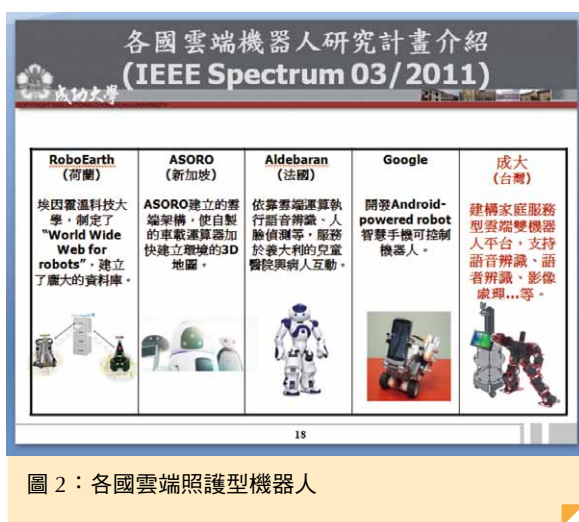 各國雲端機器人研究計畫介紹
(IEEE Spectrum 03/2011)
成功大學
RoboEarth
(荷蘭)
埃因霍溫科技大
學，制定了
"World Wide
Web for
robots"，建立
了龐大的資料庫。
ASORO
(新加坡)
ASORO建立的雲
端架構，使自製
的車載運算器加
快建立環境的3D
地圖。
Aldebaran
(法國)
依靠雲端運算執
行語音辨識、人
臉偵測等，服務
於義大利的兒童
醫院與病人互動。
Google
開發Android-
powered robot
智慧手機可控制
機器人。
成大
(台灣)
建構家庭服務
型雲端雙機器
人平台，支持
語音辨識、語
者辨識、影像
處理...等。
18
圖 2：各國雲端照護型機器人